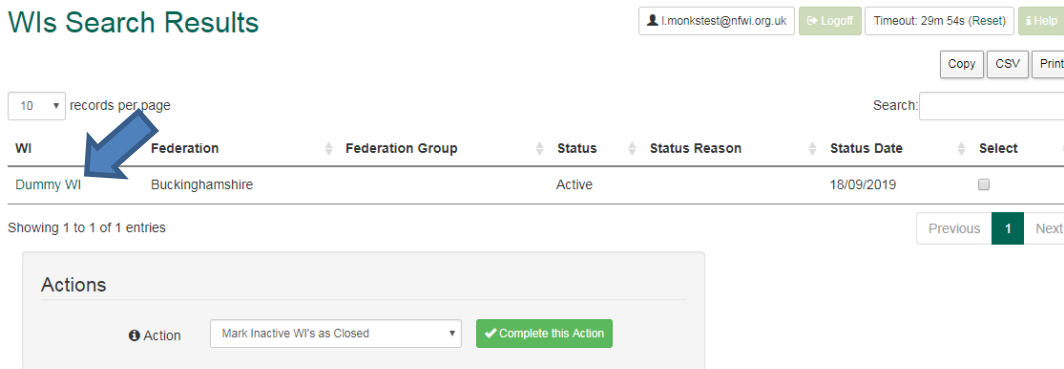 WIs Search Results
l.monkstest@nfwi.org.uk Logoff Timeout: 29m 54s (Reset) Help
Copy CSV Print
10 records per page Search:
WI Federation Federation Group Status Status Reason Status Date Select
Dummy WI Buckinghamshire Active 18/09/2019
Showing 1 to 1 of 1 entries Previous 1 Next
Actions
Action Mark Inactive WI's as Closed Complete this Action